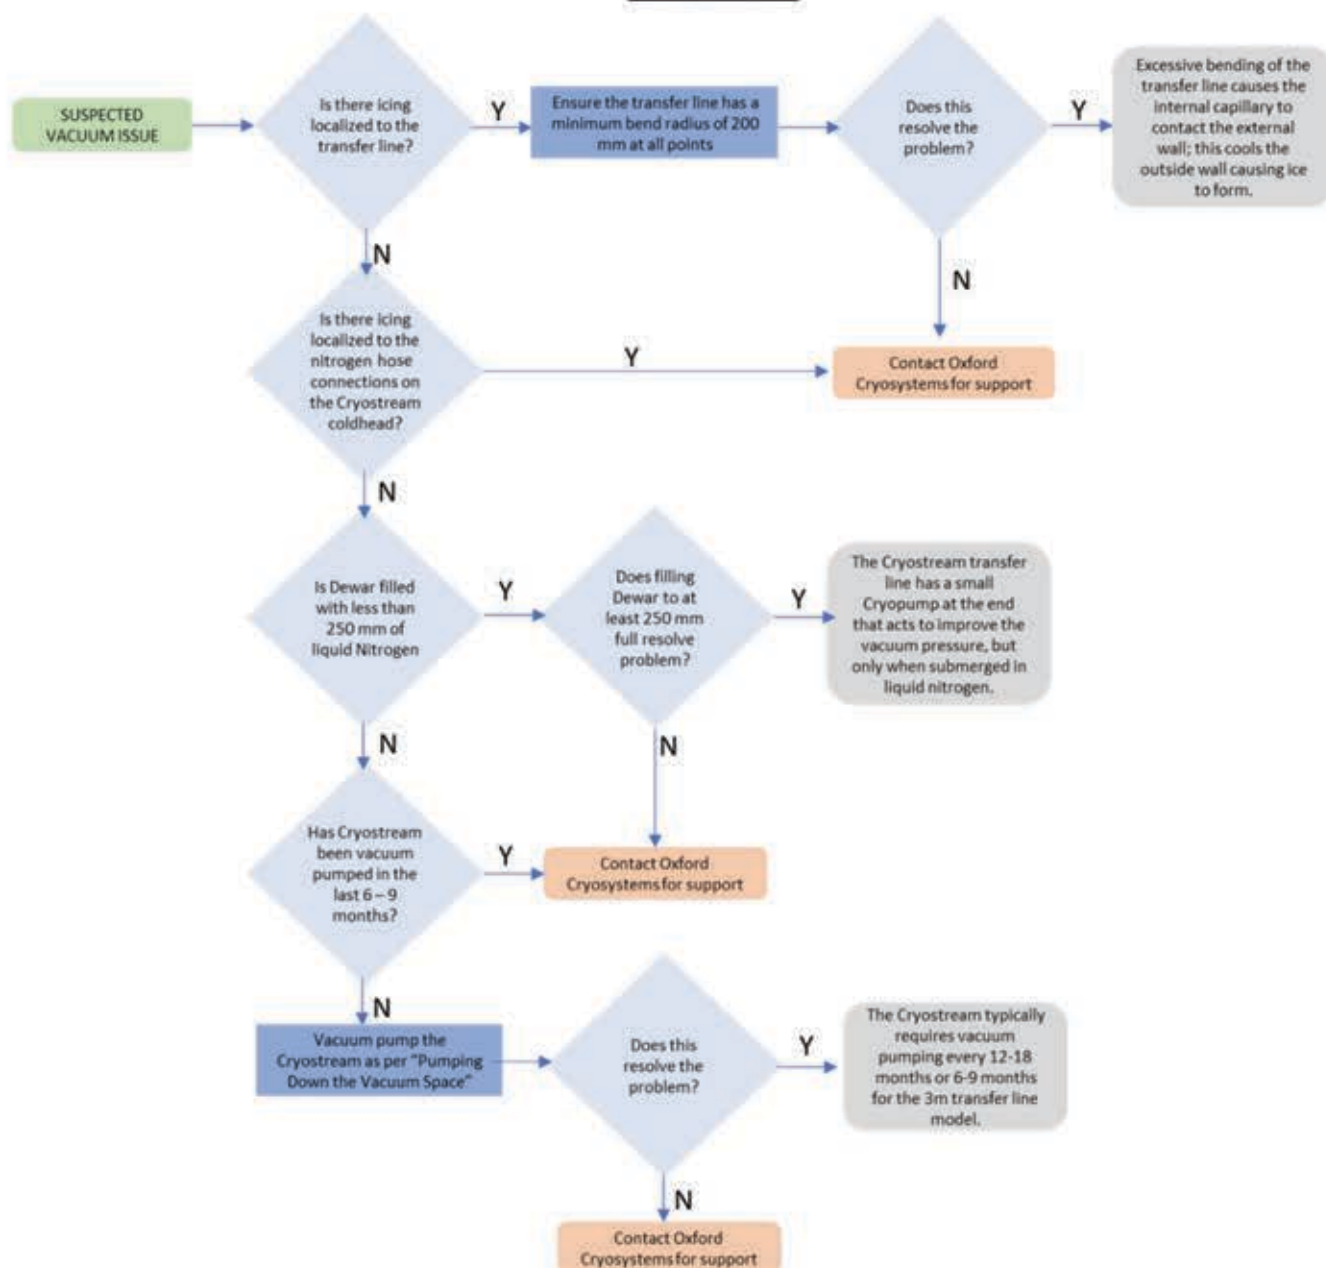 SUSPECTED
VACUUM ISSUE
Is there icing
localized to the
transfer line?
Y
Ensure the transfer line has a
minimum bend radius of 200
mm at all points
Does this
resolve the
problem?
Y
Excessive bending of the
transfer line causes the
internal capillary to
contact the external
wall; this cools the
outside wall causing ice
to form.
N
N
Is there icing
localized to the
nitrogen hose
connections on
the Cryostream
coldhead?
Y
Contact Oxford
Cryosystems for support
N
Is Dewar filled
with less than
250 mm of
liquid Nitrogen
Y
Does filling
Dewar to at
least 250 mm
full resolve
problem?
Y
The Cryostream transfer
line has a small
Cryopump at the end
that acts to improve the
vacuum pressure, but
only when submerged in
liquid nitrogen.
N
N
Has Cryostream
been vacuum
pumped in the
last 6 – 9
months?
Y
Contact Oxford
Cryosystems for support
N
Vacuum pump the
Cryostream as per “Pumping
Down the Vacuum Space”
Does this
resolve the
problem?
Y
The Cryostream typically
requires vacuum
pumping every 12-18
months or 6-9 months
for the 3m transfer line
model.
N
Contact Oxford
Cryosystems for support